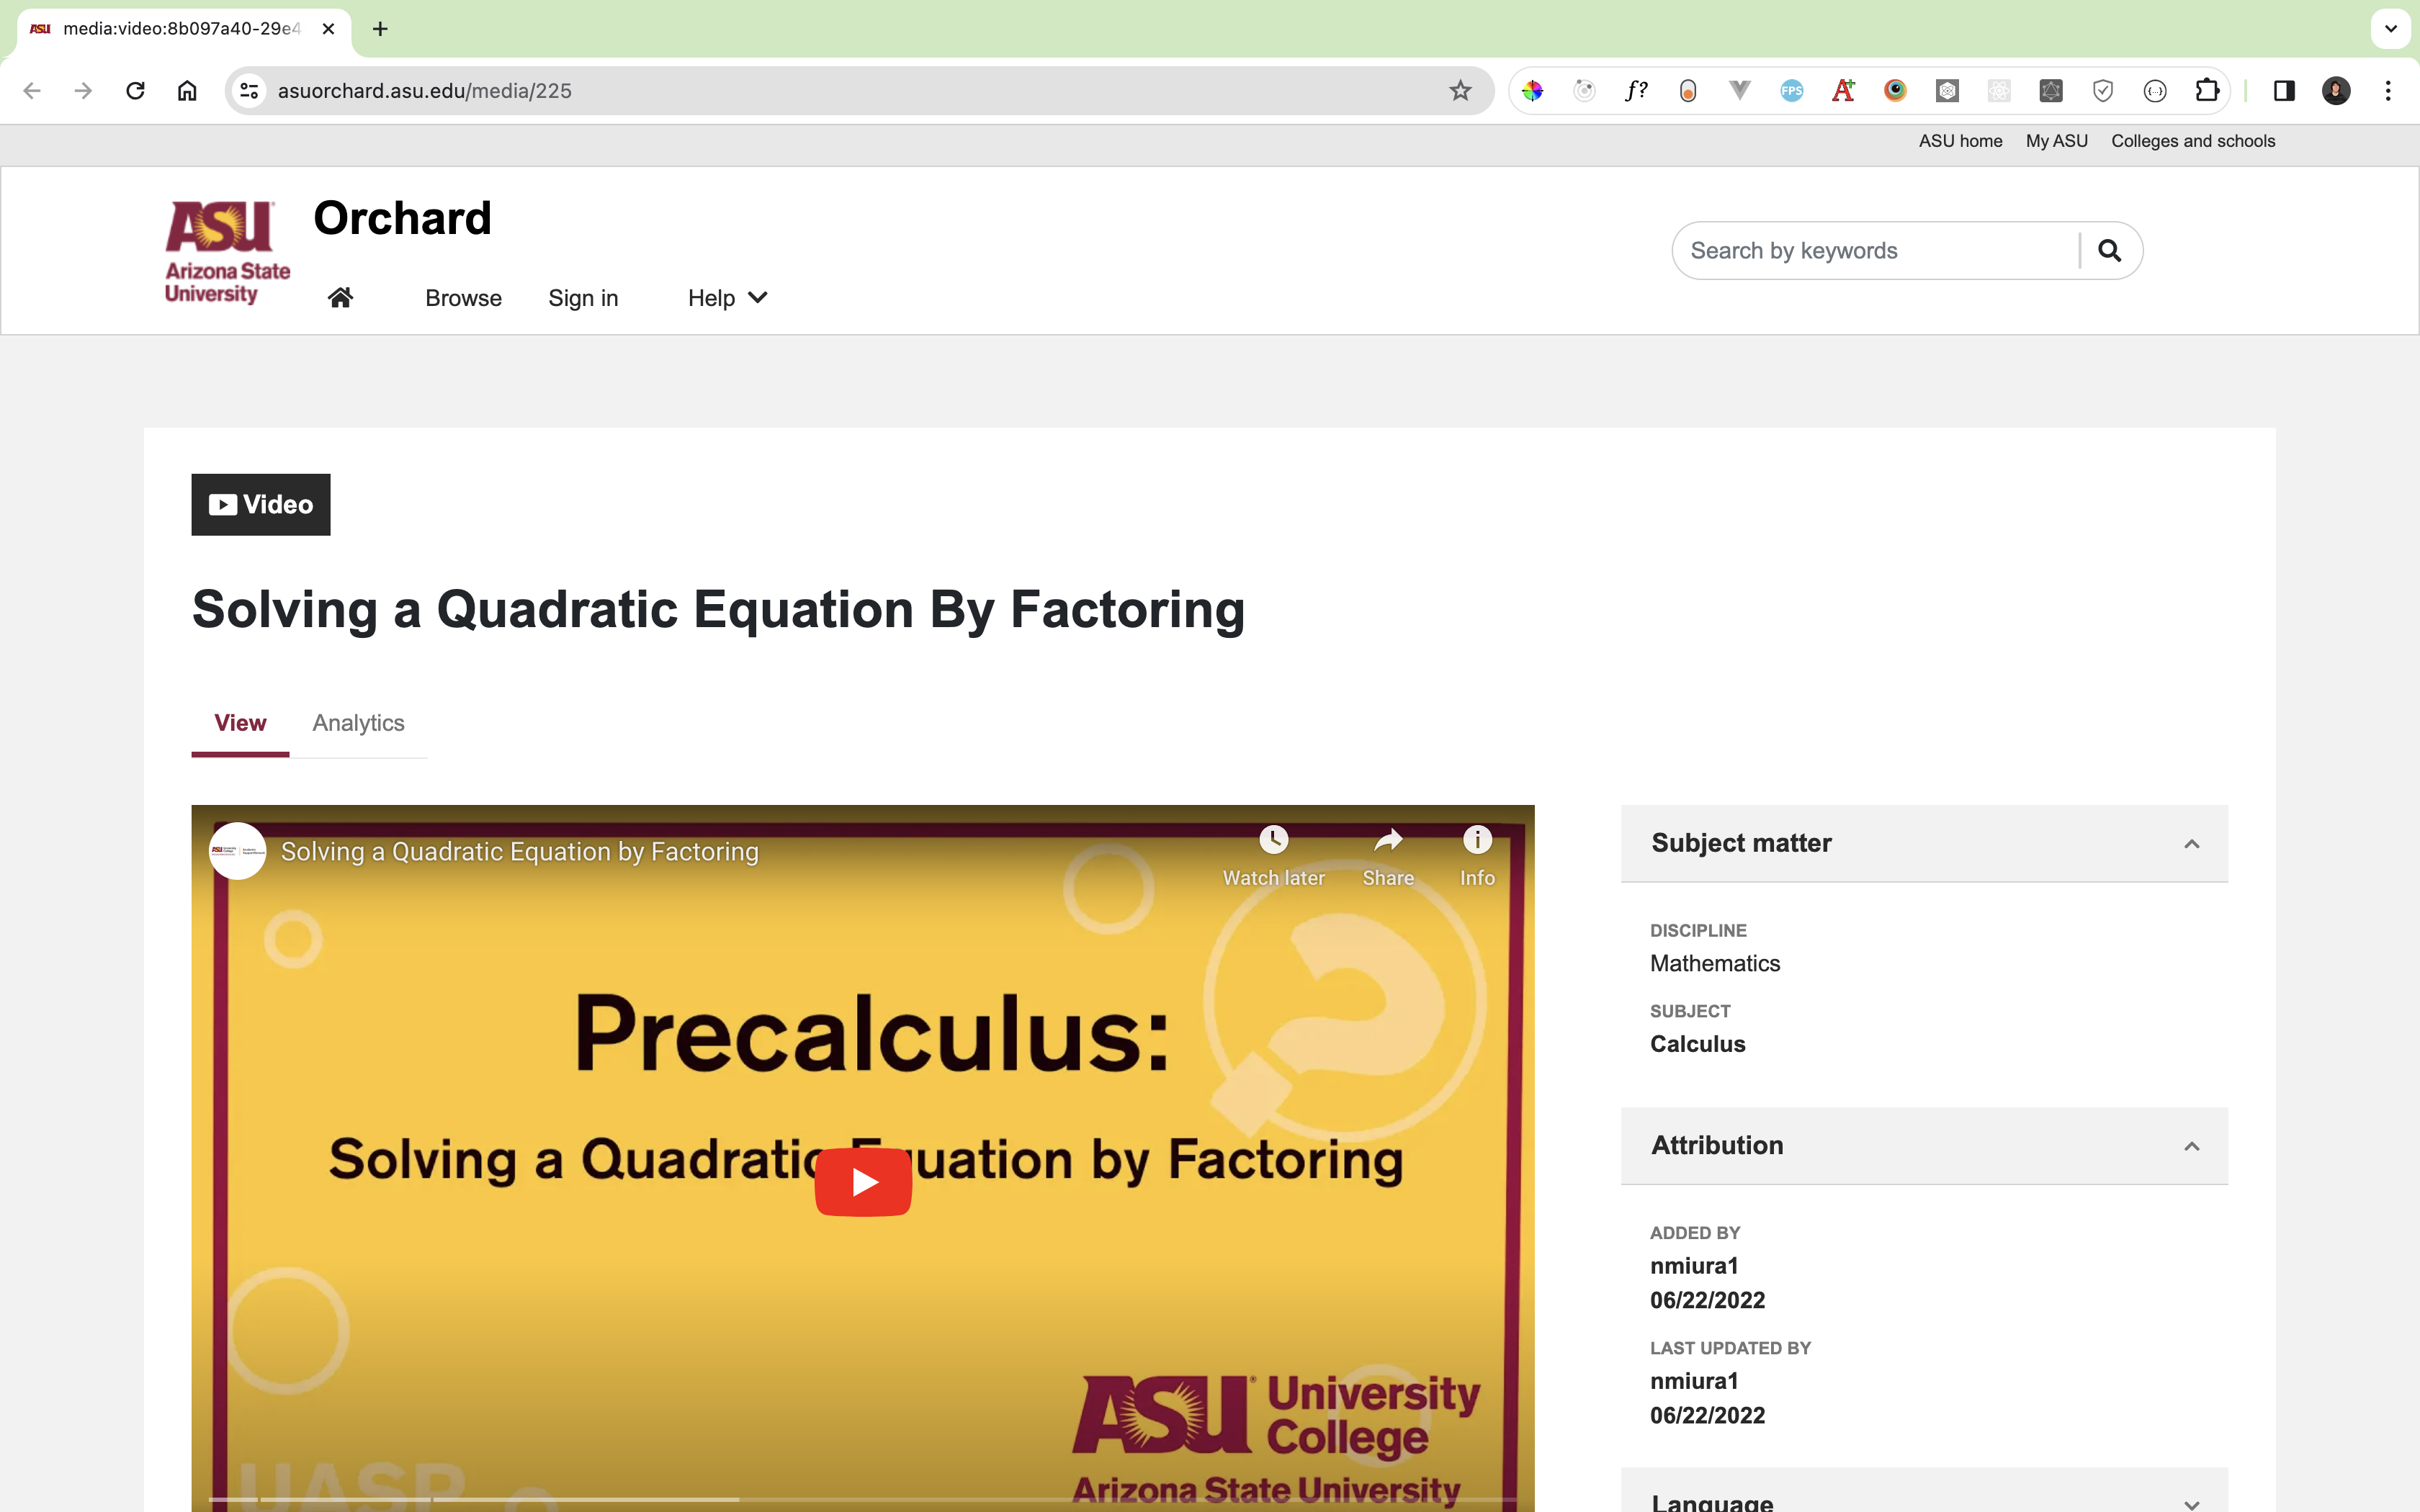 media:video:8b097a40-29e4
asuorchard.asu.edu/media/225
ASU home My ASU Colleges and schools
ASU
Arizona State
University
Orchard
Browse Sign in Help
Search by keywords
Video
Solving a Quadratic Equation By Factoring
View Analytics
Solving a Quadratic Equation by Factoring
Watch later Share Info
Precalculus:
Solving a Quadratic Equation by Factoring
ASU University
College
Arizona State University
UASP
Subject matter
DISCIPLINE
Mathematics
SUBJECT
Calculus
Attribution
ADDED BY
nmiura1
06/22/2022
LAST UPDATED BY
nmiura1
06/22/2022
Language